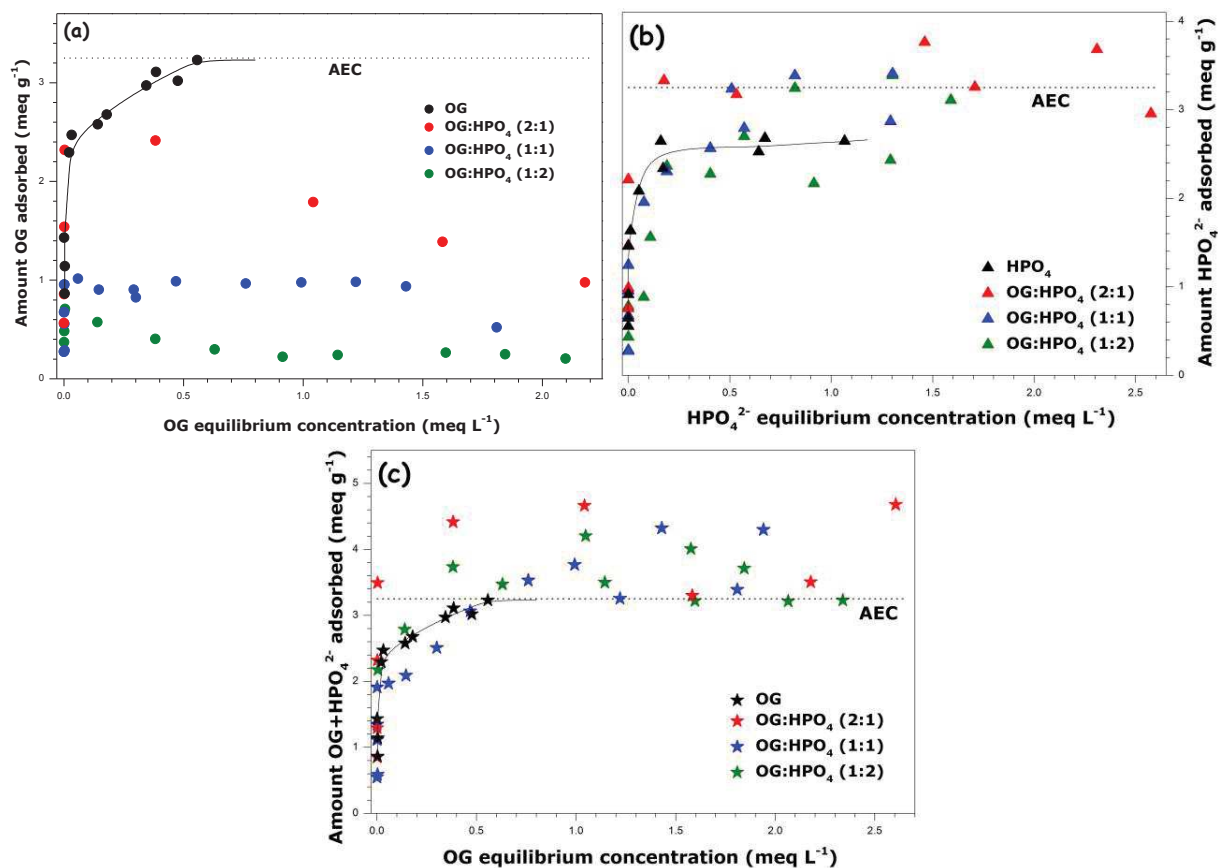 (a)
Amount OG adsorbed (meq g⁻¹)
3
2
1
0
AEC
OG
OG:HPO₄ (2:1)
OG:HPO₄ (1:1)
OG:HPO₄ (1:2)
0.0 0.5 1.0 1.5 2.0
OG equilibrium concentration (meq L⁻¹)
(b)
Amount HPO₄²⁻ adsorbed (meq g⁻¹)
4
3
2
1
0
AEC
HPO₄
OG:HPO₄ (2:1)
OG:HPO₄ (1:1)
OG:HPO₄ (1:2)
0.0 0.5 1.0 1.5 2.0 2.5
HPO₄²⁻ equilibrium concentration (meq L⁻¹)
(c)
Amount OG+HPO₄²⁻ adsorbed (meq g⁻¹)
5
4
3
2
1
0
AEC
OG
OG:HPO₄ (2:1)
OG:HPO₄ (1:1)
OG:HPO₄ (1:2)
0.0 0.5 1.0 1.5 2.0 2.5
OG equilibrium concentration (meq L⁻¹)